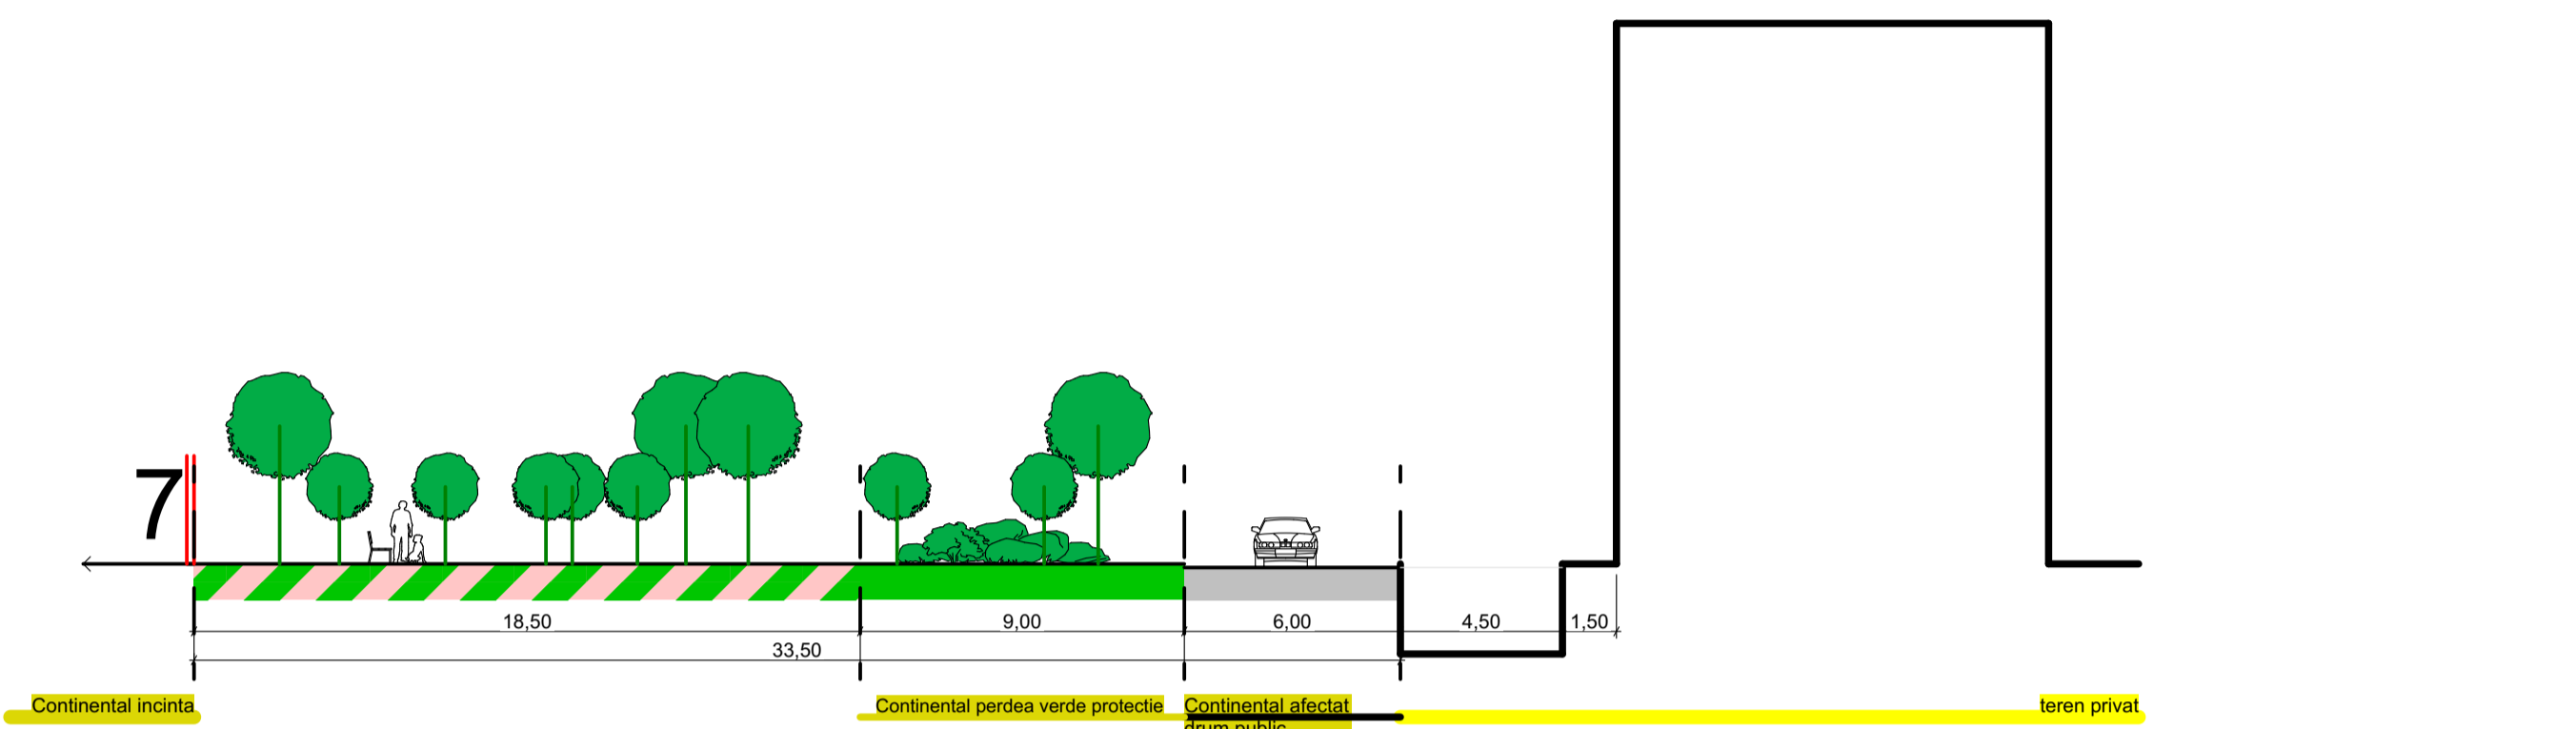 7
18,50
9,00
6,00
4,50
1,50
33,50
Continental incinta
Continental perdea verde protectie
Continental afectat
drum public
teren privat